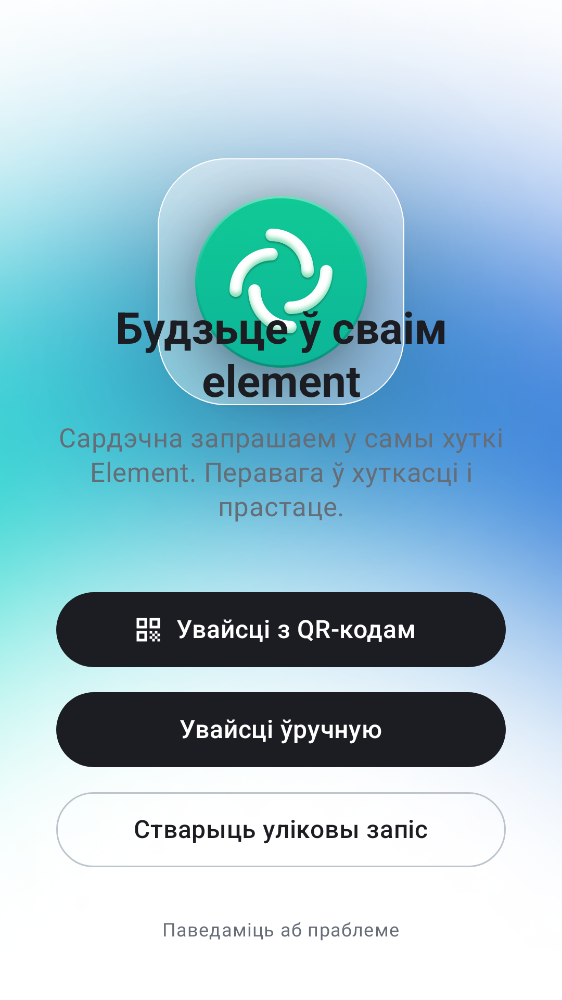 Будзьце ў сваім
element
Сардэчна запрашаем у самы хуткі
Element. Перавага ў хуткасці і
прастаце.
Увайсці з QR-кодам
Увайсці ўручную
Стварыць уліковы запіс
Паведаміць аб праблеме